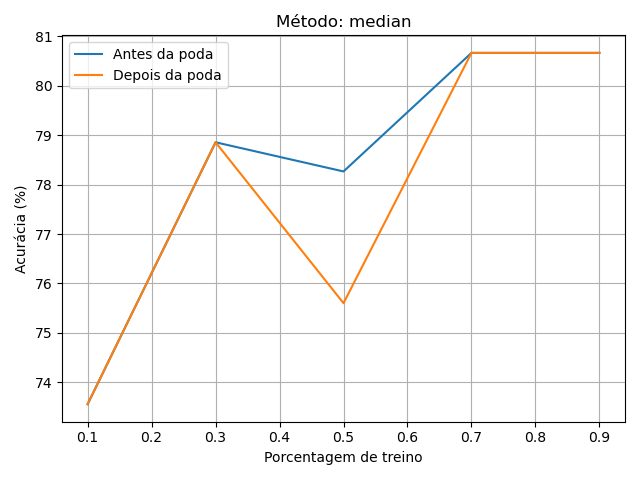 Método: median
Antes da poda
Depois da poda
Acurácia (%)
81
80
79
78
77
76
75
74
0.1 0.2 0.3 0.4 0.5 0.6 0.7 0.8 0.9
Porcentagem de treino